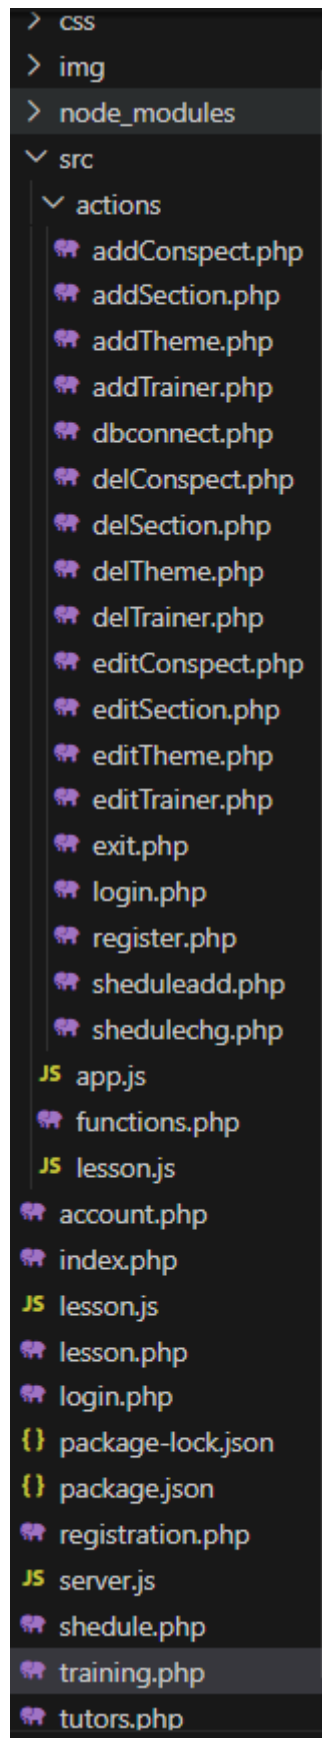 css
img
node_modules
src
actions
addConspect.php
addSection.php
addTheme.php
addTrainer.php
dbconnect.php
delConspect.php
delSection.php
delTheme.php
delTrainer.php
editConspect.php
editSection.php
editTheme.php
editTrainer.php
exit.php
login.php
register.php
sheduleadd.php
shedulechg.php
JS app.js
functions.php
JS lesson.js
account.php
index.php
JS lesson.js
lesson.php
login.php
{} package-lock.json
{} package.json
registration.php
JS server.js
shedule.php
training.php
tutors.php